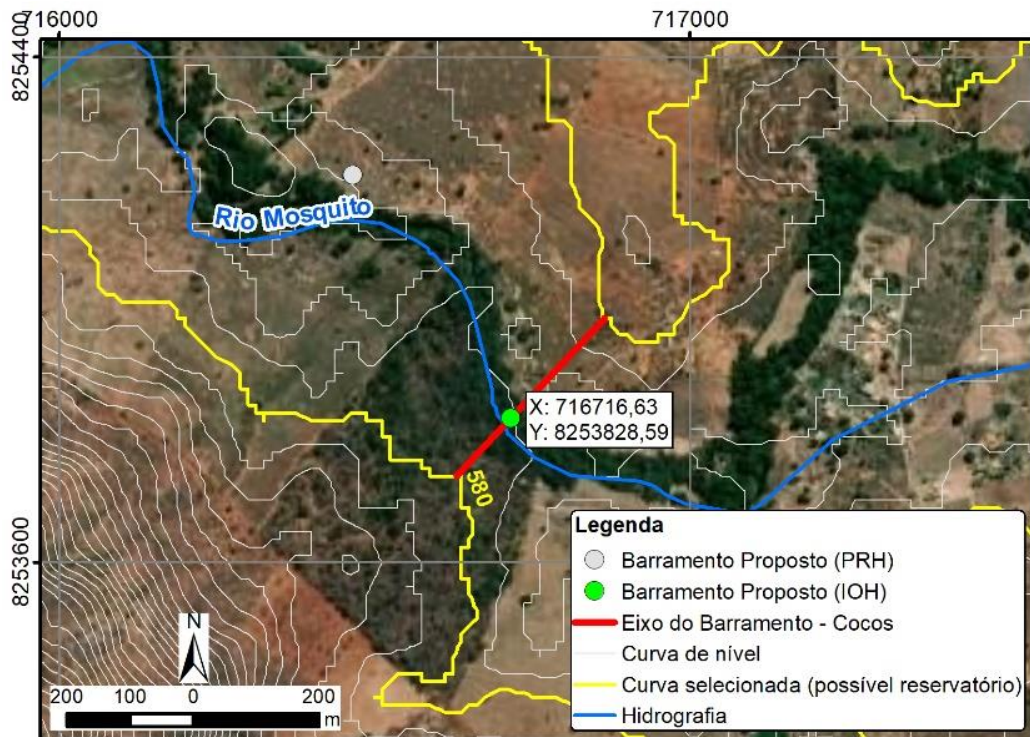 716000
717000
8254400
Rio Mosquito
X: 716716,63
Y: 8253828,59
580
8253600
Legenda
Barramento Proposto (PRH)
Barramento Proposto (IOH)
Eixo do Barramento - Cocos
Curva de nível
Curva selecionada (possível reservatório)
Hidrografia
N
200 100 0 200
m